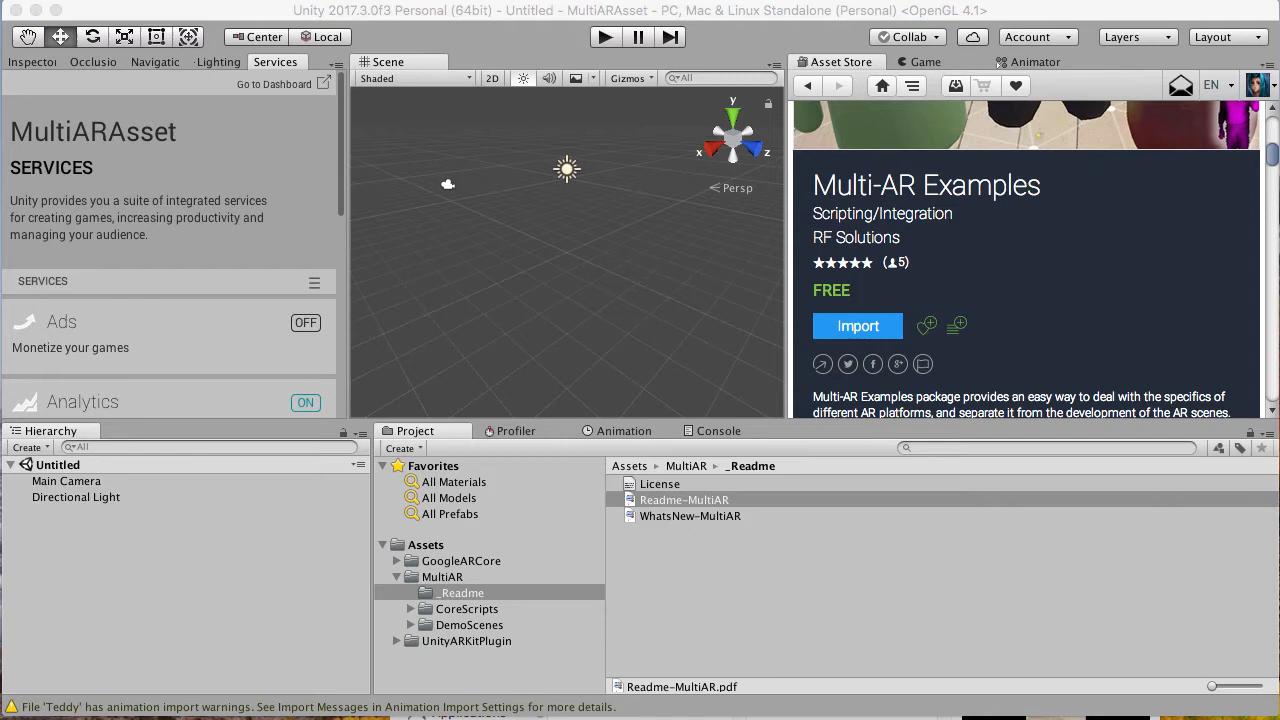 Unity 2017.3.0f3 Personal (64bit) - Untitled - MultiARAsset - PC, Mac & Linux Standalone (Personal) <OpenGL 4.1>
Center Local Collab Account Layers Layout
Inspector Occlusio Navigatic Lighting Services
Scene
Asset Store Game Animator
Go to Dashboard
Shaded 2D Gizmos All
EN
MultiARAsset
SERVICES
Unity provides you a suite of integrated services
for creating games, increasing productivity and
managing your audience.
SERVICES
Ads OFF
Monetize your games
Analytics ON
y
x z
Persp
Multi-AR Examples
Scripting/Integration
RF Solutions
★★★★★ (5)
FREE
Import
Multi-AR Examples package provides an easy way to deal with the specifics of
different AR platforms, and separate it from the development of the AR scenes.
Hierarchy
Create All
Untitled
Main Camera
Directional Light
Project Profiler Animation Console
Create
Favorites
All Materials
All Models
All Prefabs
Assets
GoogleARCore
MultiAR
_Readme
CoreScripts
DemoScenes
UnityARKitPlugin
Assets ▸ MultiAR ▸ _Readme
License
Readme-MultiAR
WhatsNew-MultiAR
Readme-MultiAR.pdf
File 'Teddy' has animation import warnings. See Import Messages in Animation Import Settings for more details.